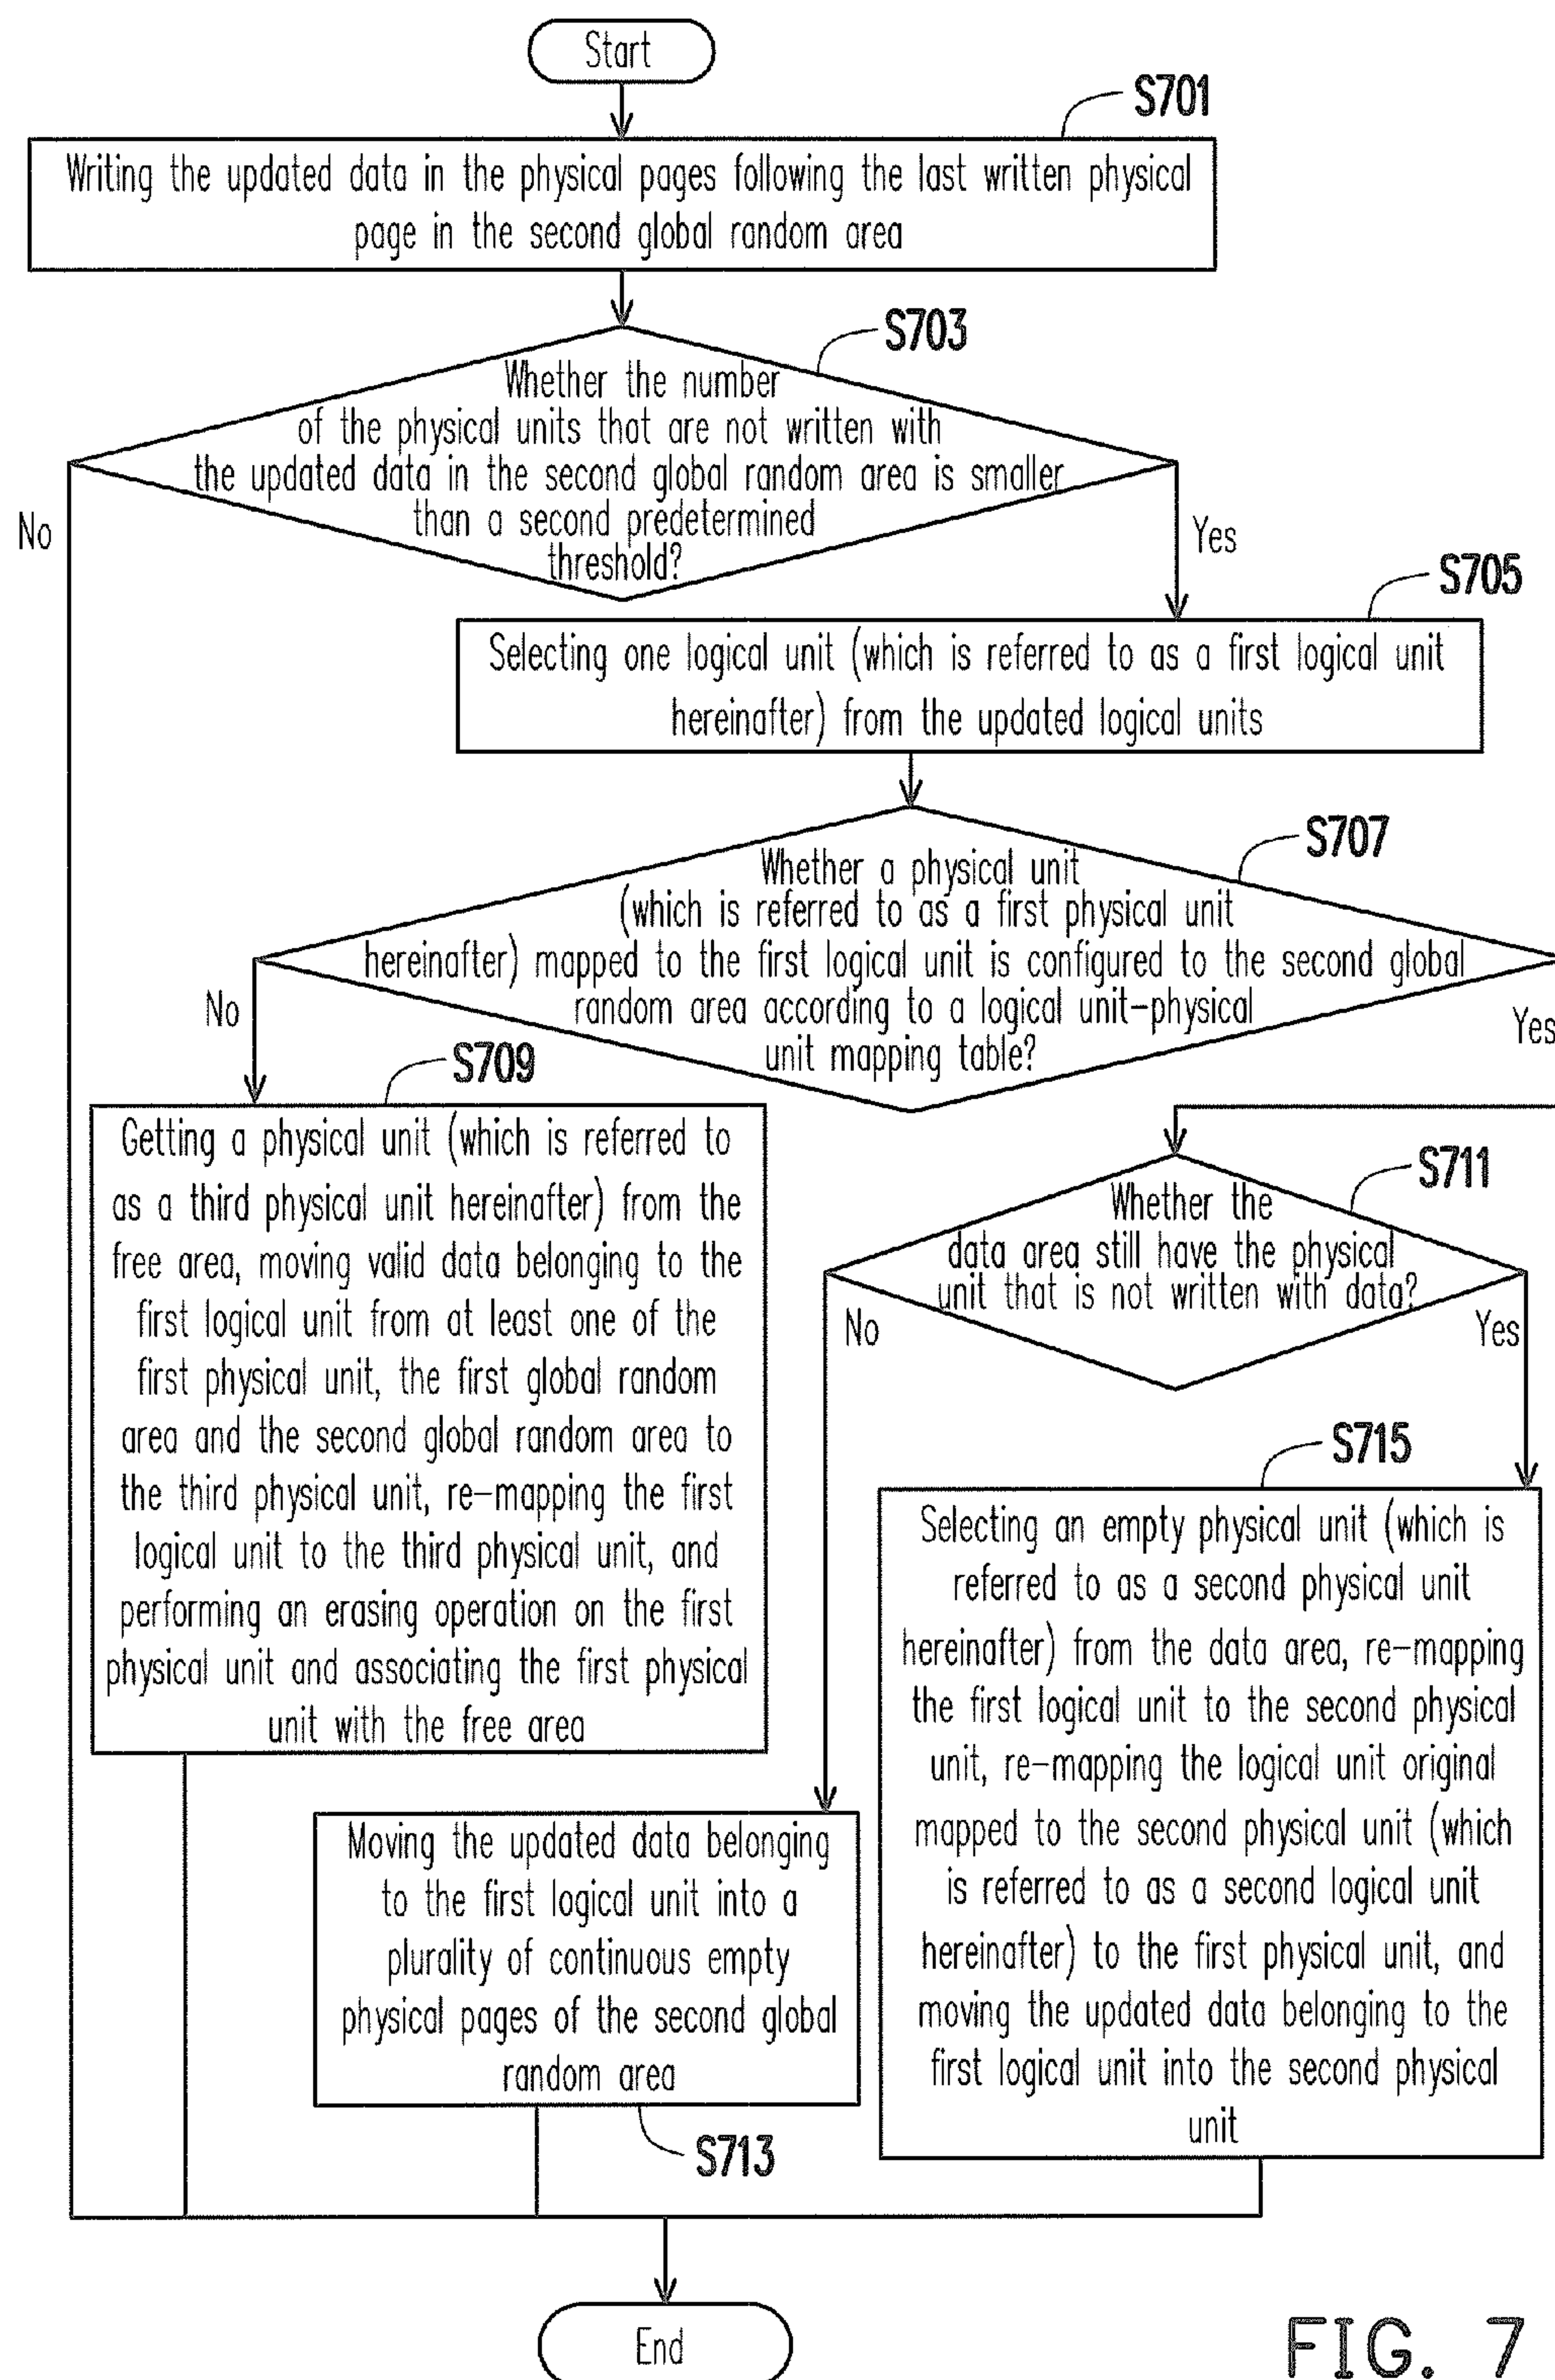 Start
S701
Writing the updated data in the physical pages following the last written physical
page in the second global random area
S703
Whether the number
of the physical units that are not written with
the updated data in the second global random area is smaller
than a second predetermined
threshold?
No
Yes
S705
Selecting one logical unit (which is referred to as a first logical unit
hereinafter) from the updated logical units
S707
Whether a physical unit
(which is referred to as a first physical unit
hereinafter) mapped to the first logical unit is configured to the second global
random area according to a logical unit-physical
unit mapping table?
No
Yes
S709
Getting a physical unit (which is referred to
as a third physical unit hereinafter) from the
free area, moving valid data belonging to the
first logical unit from at least one of the
first physical unit, the first global random
area and the second global random area to
the third physical unit, re-mapping the first
logical unit to the third physical unit, and
performing an erasing operation on the first
physical unit and associating the first physical
unit with the free area
S711
Whether the
data area still have the physical
unit that is not written with data?
No
Yes
S715
Selecting an empty physical unit (which is
referred to as a second physical unit
hereinafter) from the data area, re-mapping
the first logical unit to the second physical
unit, re-mapping the logical unit original
mapped to the second physical unit (which
is referred to as a second logical unit
hereinafter) to the first physical unit, and
moving the updated data belonging to the
first logical unit into the second physical
unit
Moving the updated data belonging
to the first logical unit into a
plurality of continuous empty
physical pages of the second global
random area
S713
End
FIG. 7